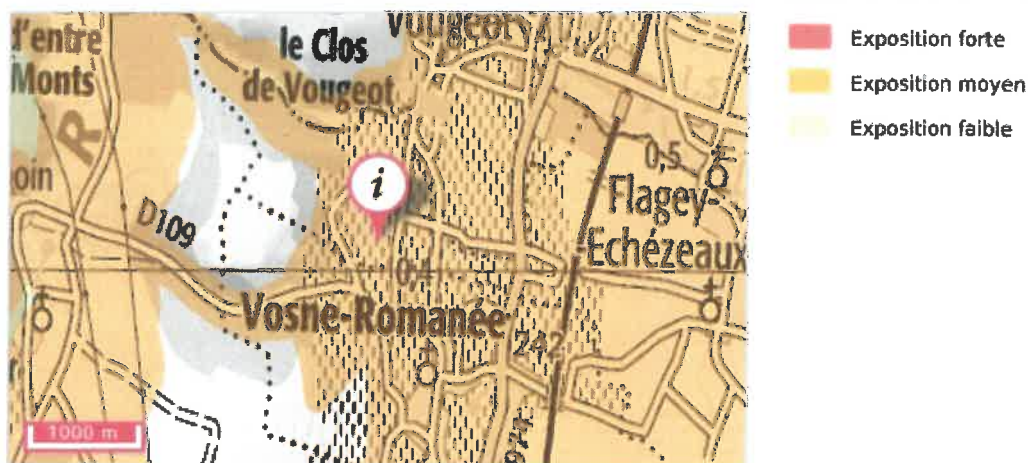 d'entre
Monts
le Clos
de Vougeot
Vougeot
R
oin
D109
i
0,5
Flagey-
Echézeaux
0,4
Vosne-Romanée
242
974
1000 m
Exposition forte
Exposition moyen
Exposition faible